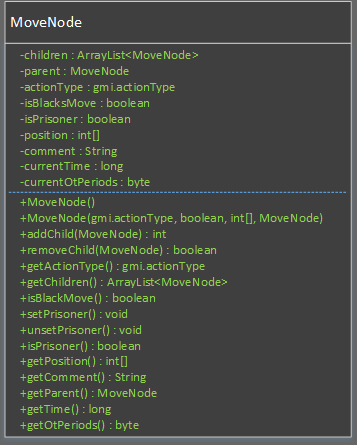 MoveNode
-children : ArrayList<MoveNode>
-parent : MoveNode
-actionType : gmi.actionType
-isBlacksMove : boolean
-isPrisoner : boolean
-position : int[]
-comment : String
-currentTime : long
-currentOtPeriods : byte
+MoveNode()
+MoveNode(gmi.actionType, boolean, int[], MoveNode)
+addChild(MoveNode) : int
+removeChild(MoveNode) : boolean
+getActionType() : gmi.actionType
+getChildren() : ArrayList<MoveNode>
+isBlackMove() : boolean
+setPrisoner() : void
+unsetPrisoner() : void
+isPrisoner() : boolean
+getPosition() : int[]
+getComment() : String
+getParent() : MoveNode
+getTime() : long
+getOtPeriods() : byte